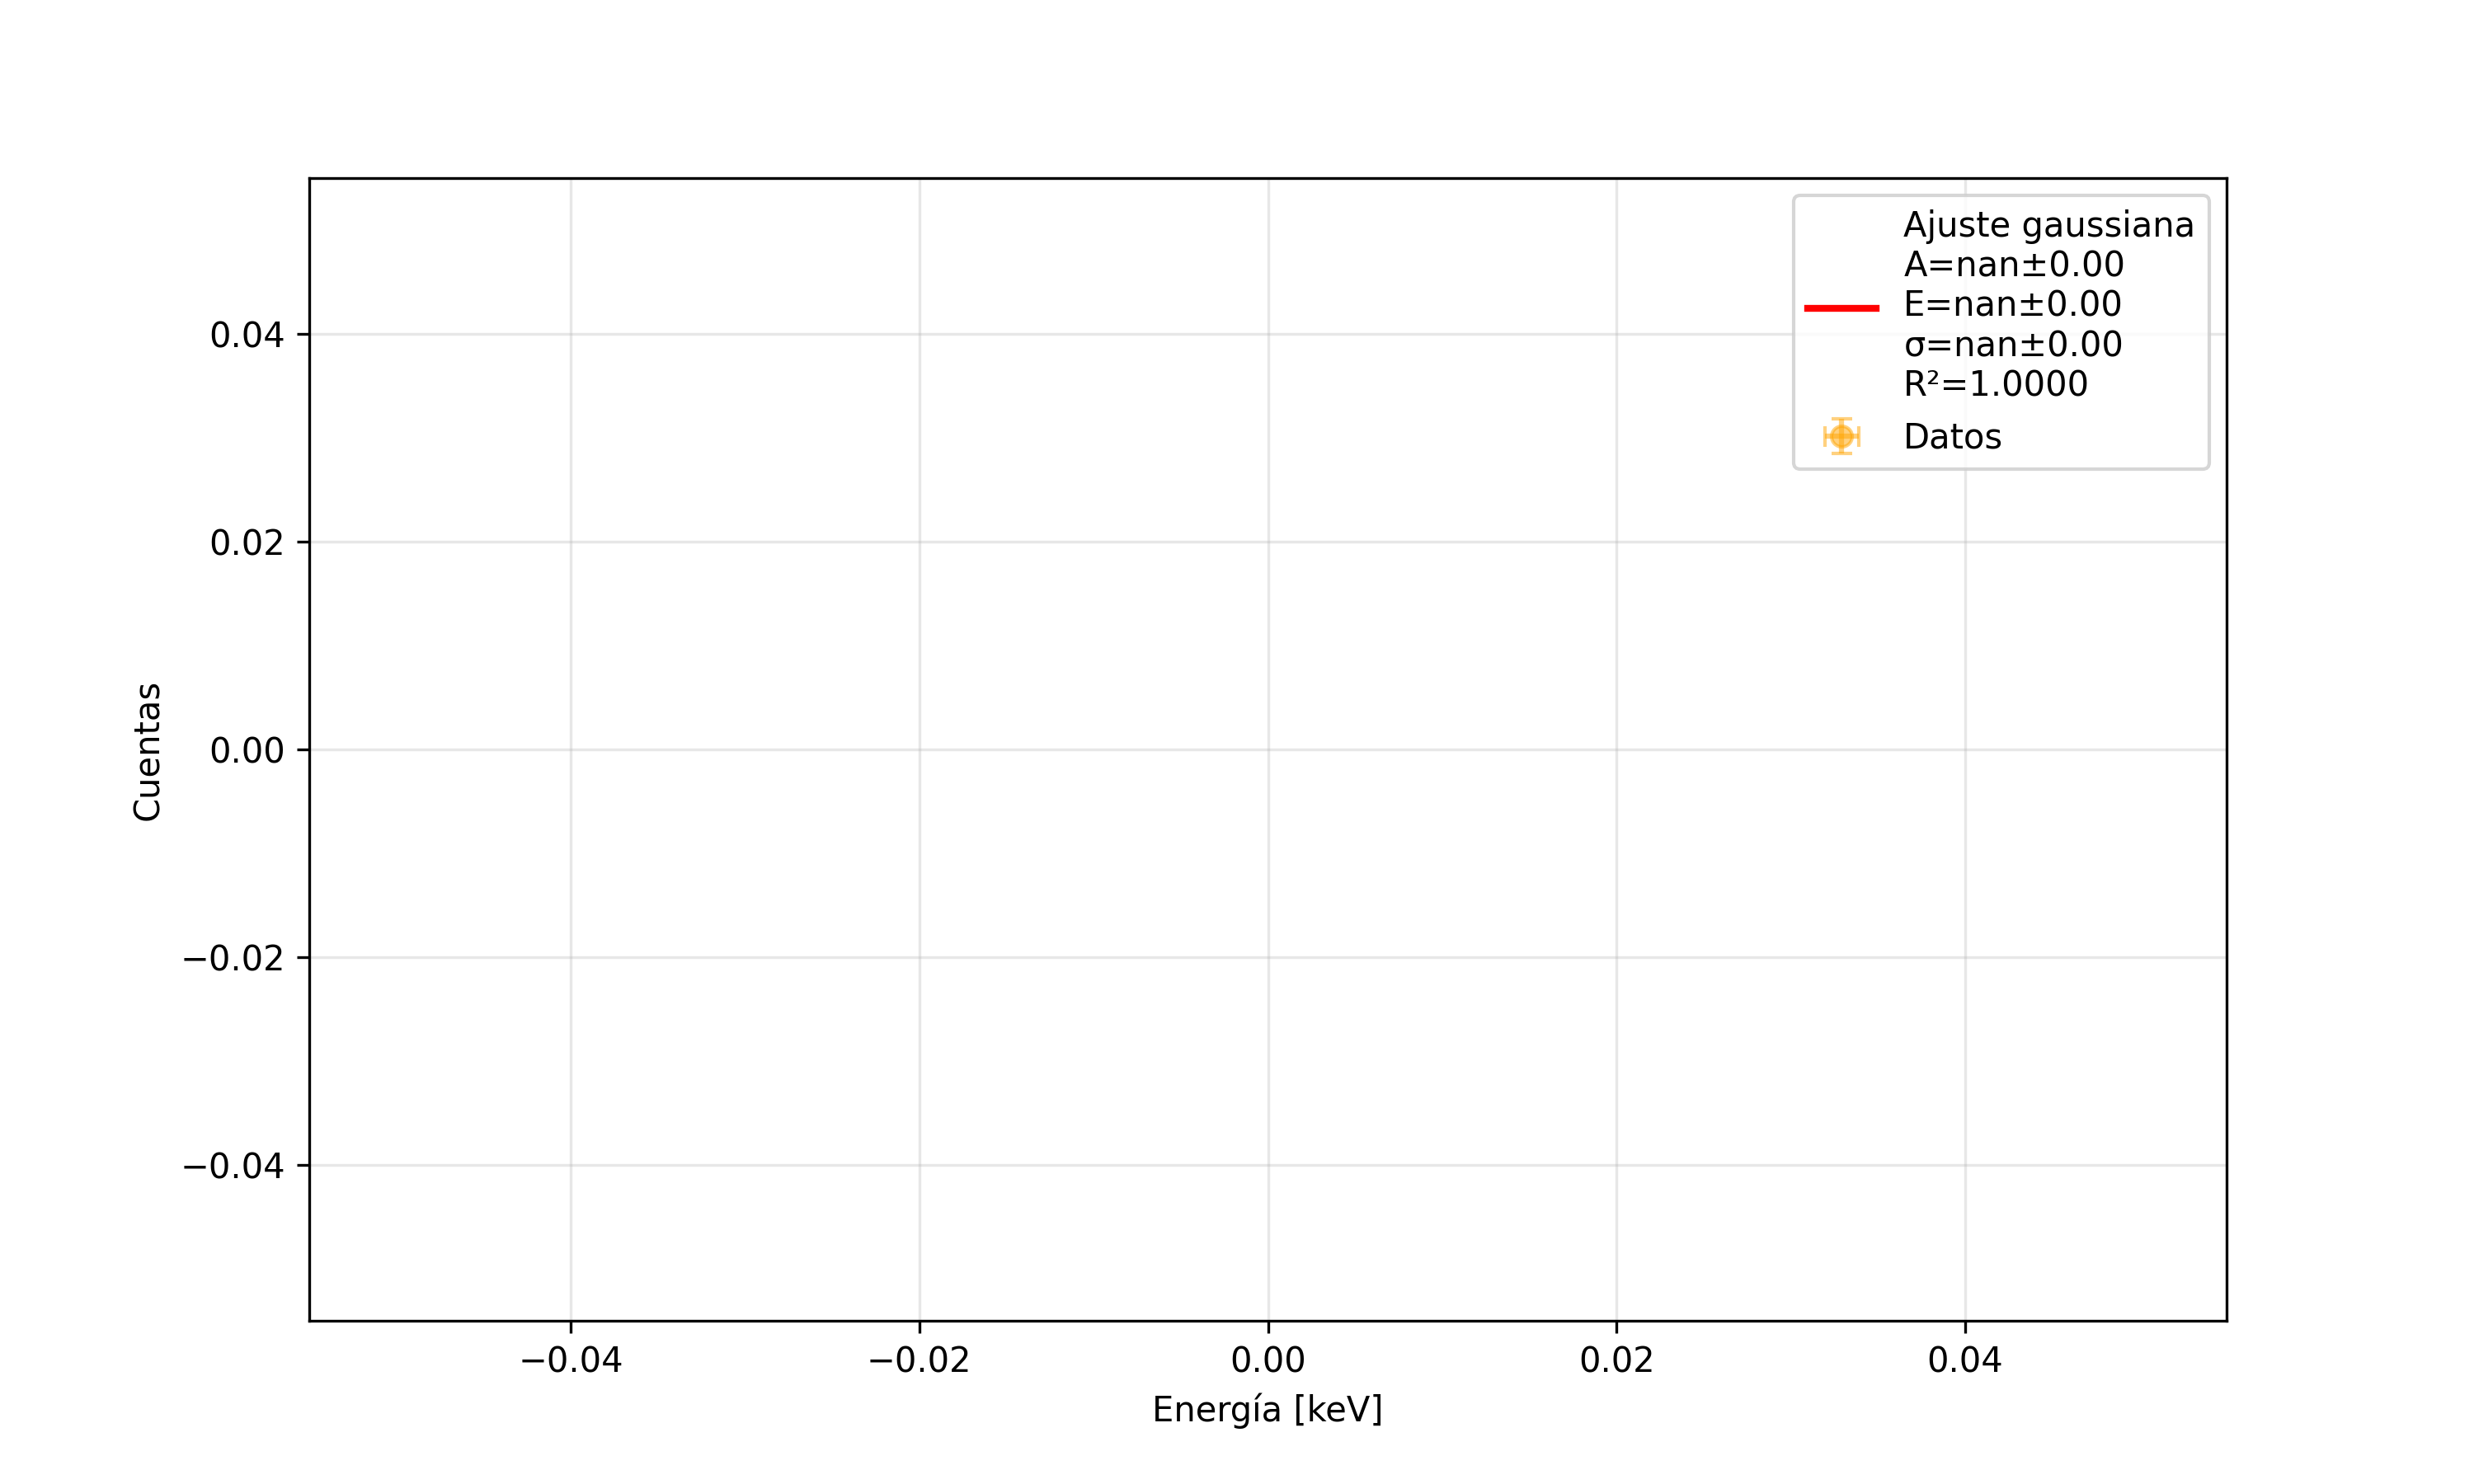 Ajuste gaussiana
A=nan±0.00
E=nan±0.00
σ=nan±0.00
R²=1.0000
Datos
0.04
0.02
0.00
−0.02
−0.04
Cuentas
−0.04
−0.02
0.00
0.02
0.04
Energía [keV]